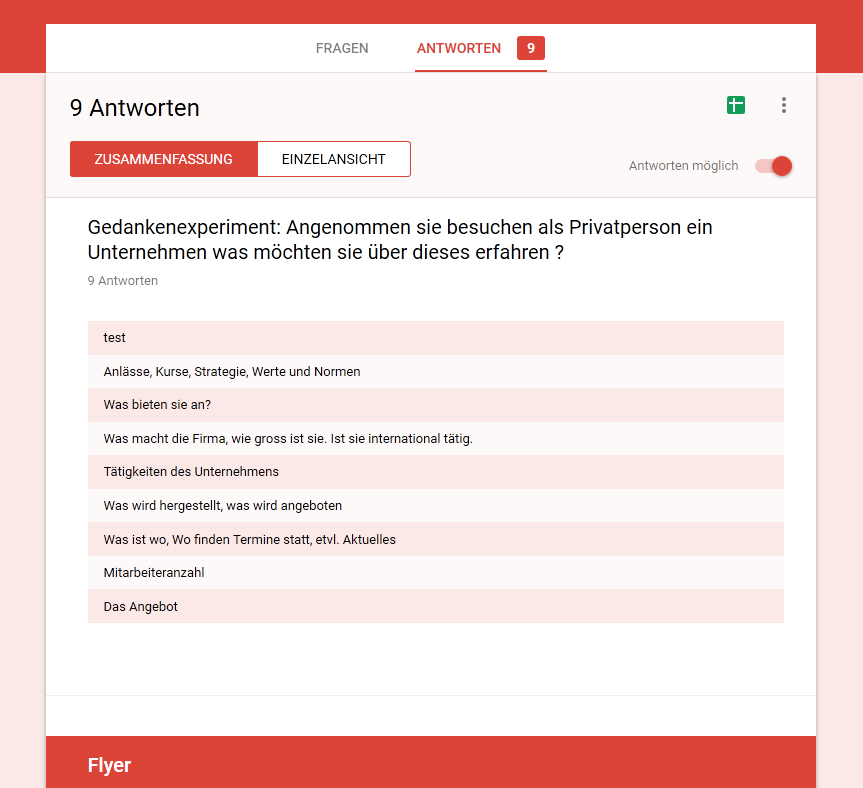 FRAGEN ANTWORTEN 9
9 Antworten
ZUSAMMENFASSUNG EINZELANSICHT
Antworten möglich
Gedankenexperiment: Angenommen sie besuchen als Privatperson ein
Unternehmen was möchten sie über dieses erfahren ?
9 Antworten
test
Anlässe, Kurse, Strategie, Werte und Normen
Was bieten sie an?
Was macht die Firma, wie gross ist sie. Ist sie international tätig.
Tätigkeiten des Unternehmens
Was wird hergestellt, was wird angeboten
Was ist wo, Wo finden Termine statt, etvl. Aktuelles
Mitarbeiteranzahl
Das Angebot
Flyer